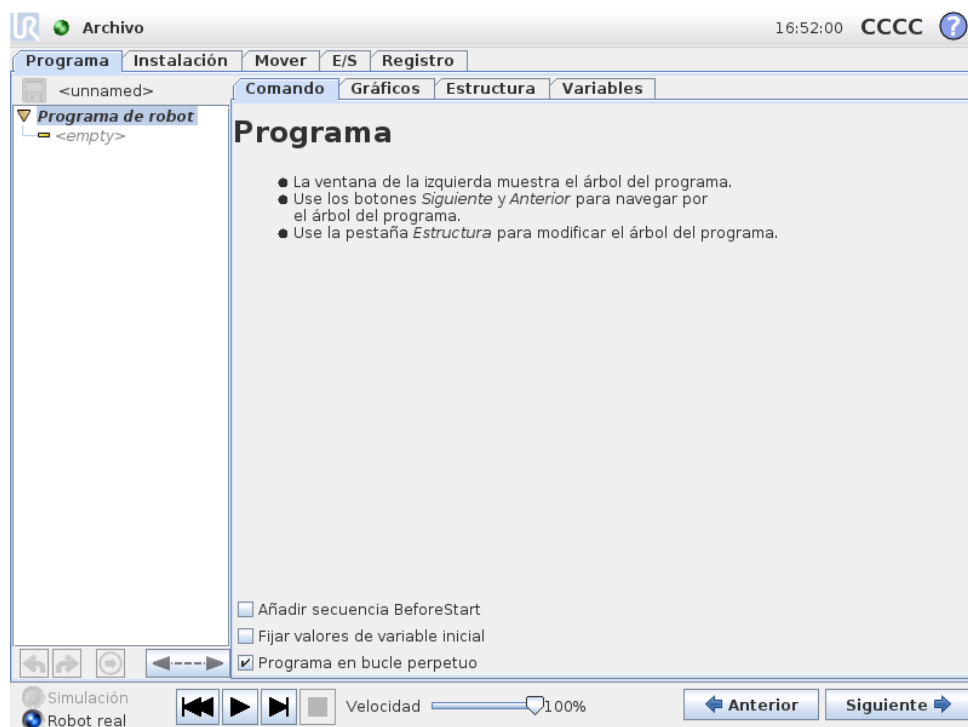 UR Archivo 16:52:00 CCCC ?
Programa Instalación Mover E/S Registro
<unnamed>
Comando Gráficos Estructura Variables
Programa de robot
<empty>
Programa
La ventana de la izquierda muestra el árbol del programa.
Use los botones Siguiente y Anterior para navegar por
el árbol del programa.
Use la pestaña Estructura para modificar el árbol del programa.
Añadir secuencia BeforeStart
Fijar valores de variable inicial
Programa en bucle perpetuo
Simulación
Robot real
Velocidad 100%
Anterior Siguiente